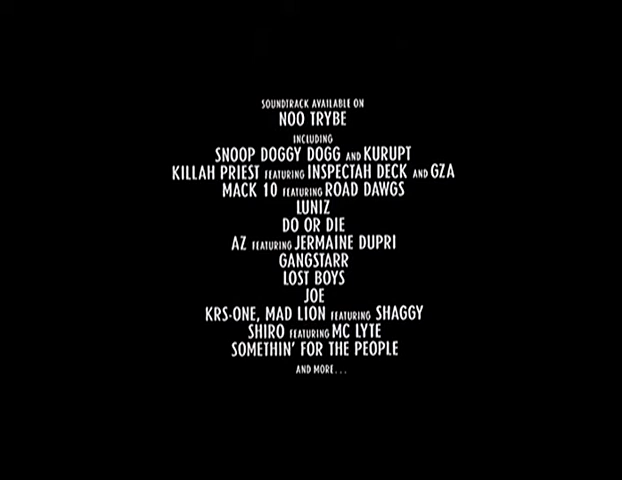 SOUNDTRACK AVAILABLE ON
NOO TRYBE
INCLUDING
SNOOP DOGGY DOGG AND KURUPT
KILLAH PRIEST FEATURING INSPECTAH DECK AND GZA
MACK 10 FEATURING ROAD DAWGS
LUNIZ
DO OR DIE
AZ FEATURING JERMAINE DUPRI
GANGSTARR
LOST BOYS
JOE
KRS-ONE, MAD LION FEATURING SHAGGY
SHIRO FEATURING MC LYTE
SOMETHIN' FOR THE PEOPLE
AND MORE...